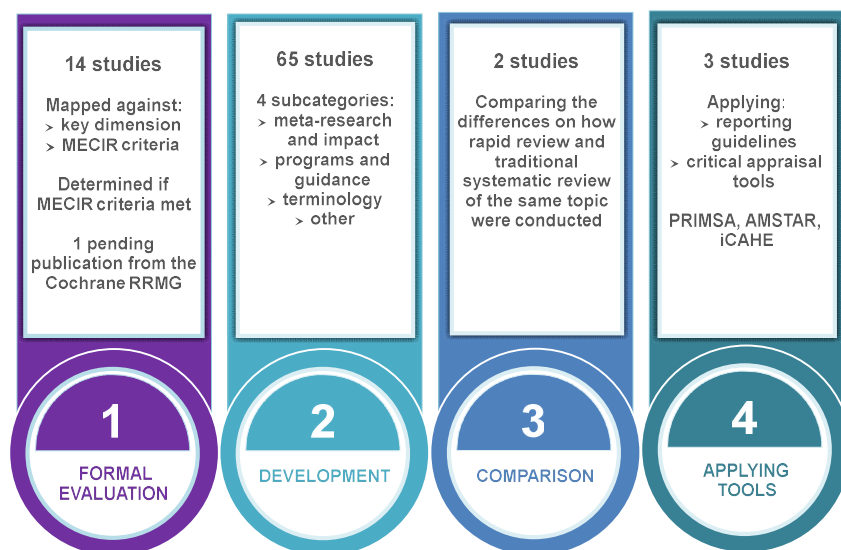 14 studies
Mapped against:
➢ key dimension
➢ MECIR criteria
Determined if
MECIR criteria met
1 pending
publication from the
Cochrane RRMG
1
FORMAL
EVALUATION
65 studies
4 subcategories:
➢ meta-research
and impact
➢ programs and
guidance
➢ terminology
➢ other
2
DEVELOPMENT
2 studies
Comparing the
differences on how
rapid review and
traditional
systematic review
of the same topic
were conducted
3
COMPARISON
3 studies
Applying:
➢ reporting
guidelines
➢ critical appraisal
tools
PRIMSA, AMSTAR,
iCAHE
4
APPLYING
TOOLS